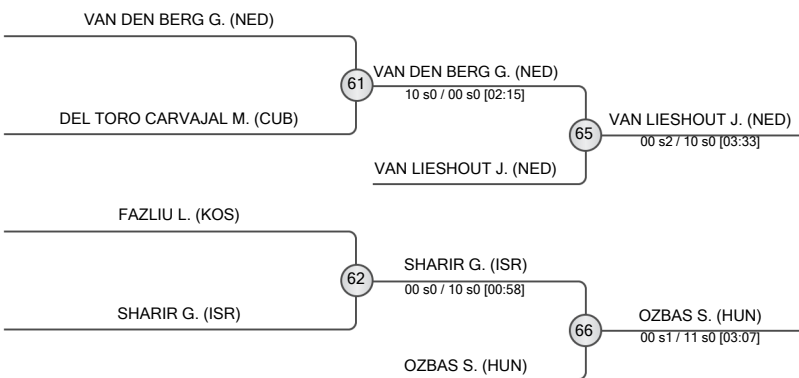 VAN DEN BERG G. (NED)
61
VAN DEN BERG G. (NED)
10 s0 / 00 s0 [02:15]
DEL TORO CARVAJAL M. (CUB)
65
VAN LIESHOUT J. (NED)
00 s2 / 10 s0 [03:33]
VAN LIESHOUT J. (NED)
FAZLIU L. (KOS)
62
SHARIR G. (ISR)
00 s0 / 10 s0 [00:58]
SHARIR G. (ISR)
66
OZBAS S. (HUN)
00 s1 / 11 s0 [03:07]
OZBAS S. (HUN)